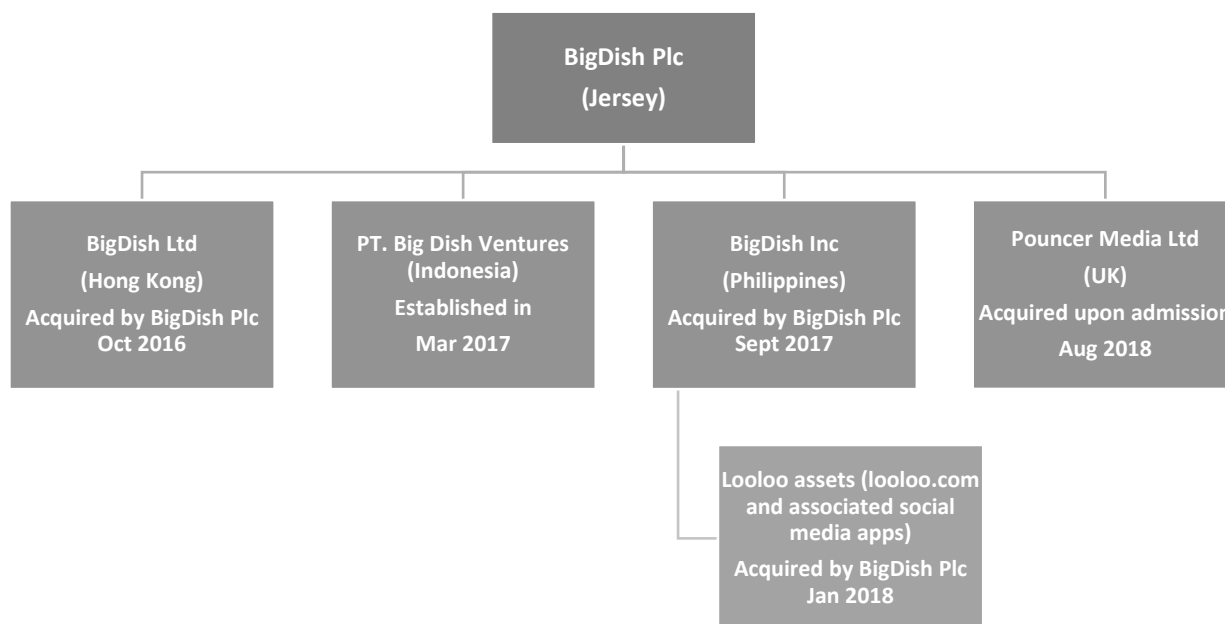 BigDish Plc
(Jersey)
BigDish Ltd
(Hong Kong)
Acquired by BigDish Plc
Oct 2016
PT. Big Dish Ventures
(Indonesia)
Established in
Mar 2017
BigDish Inc
(Philippines)
Acquired by BigDish Plc
Sept 2017
Pouncer Media Ltd
(UK)
Acquired upon admission
Aug 2018
Looloo assets (looloo.com
and associated social
media apps)
Acquired by BigDish Plc
Jan 2018